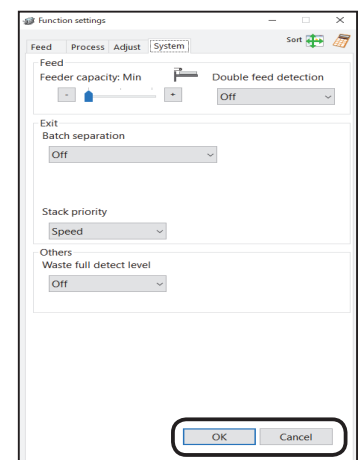 Function settings
Sort
Feed Process Adjust System
Feed
Feeder capacity: Min Double feed detection
- + Off
Exit
Batch separation
Off
Stack priority
Speed
Others
Waste full detect level
Off
OK Cancel